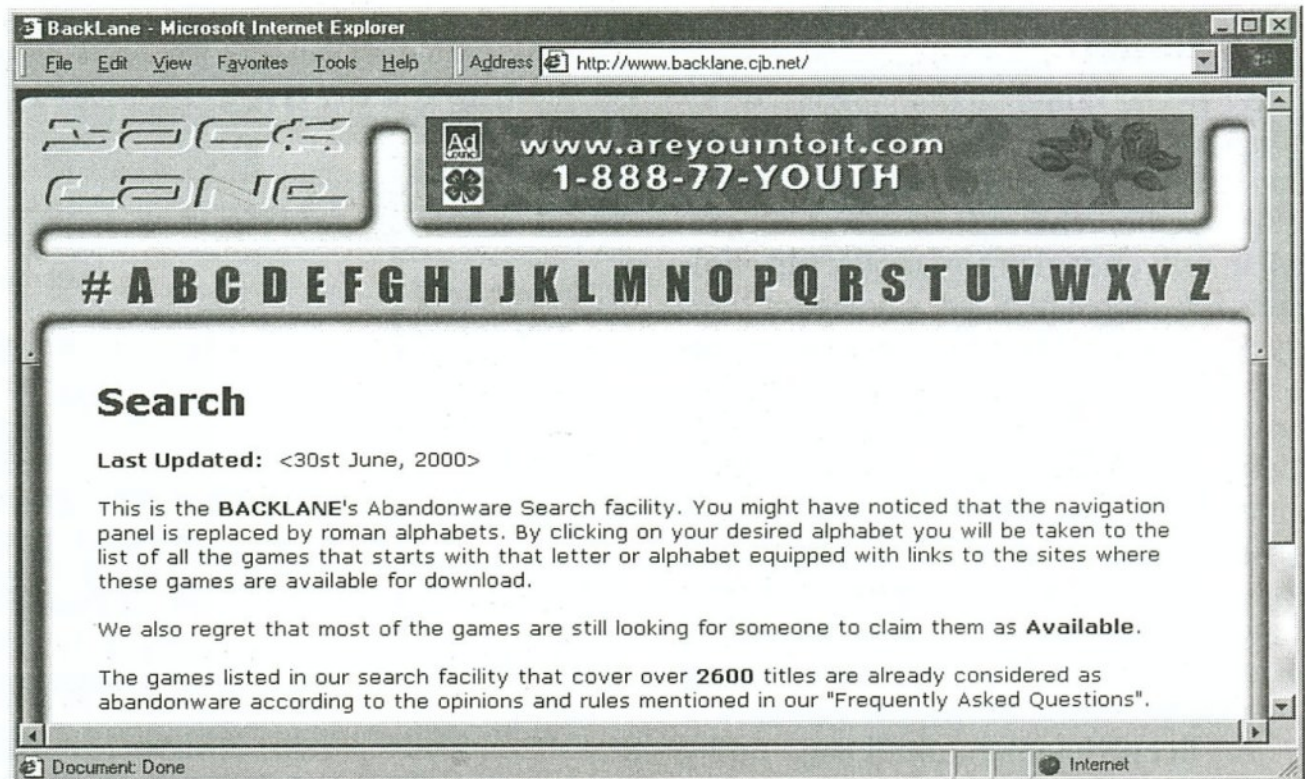 BackLane - Microsoft Internet Explorer
File Edit View Favorites Tools Help Address http://www.backlane.cjb.net/
BACK
LANE
Ad
Council
www.areyouintoit.com
1-888-77-YOUTH
# A B C D E F G H I J K L M N O P Q R S T U V W X Y Z
Search
Last Updated: <30st June, 2000>
This is the BACKLANE's Abandonware Search facility. You might have noticed that the navigation
panel is replaced by roman alphabets. By clicking on your desired alphabet you will be taken to the
list of all the games that starts with that letter or alphabet equipped with links to the sites where
these games are available for download.
We also regret that most of the games are still looking for someone to claim them as Available.
The games listed in our search facility that cover over 2600 titles are already considered as
abandonware according to the opinions and rules mentioned in our "Frequently Asked Questions".
Document: Done Internet